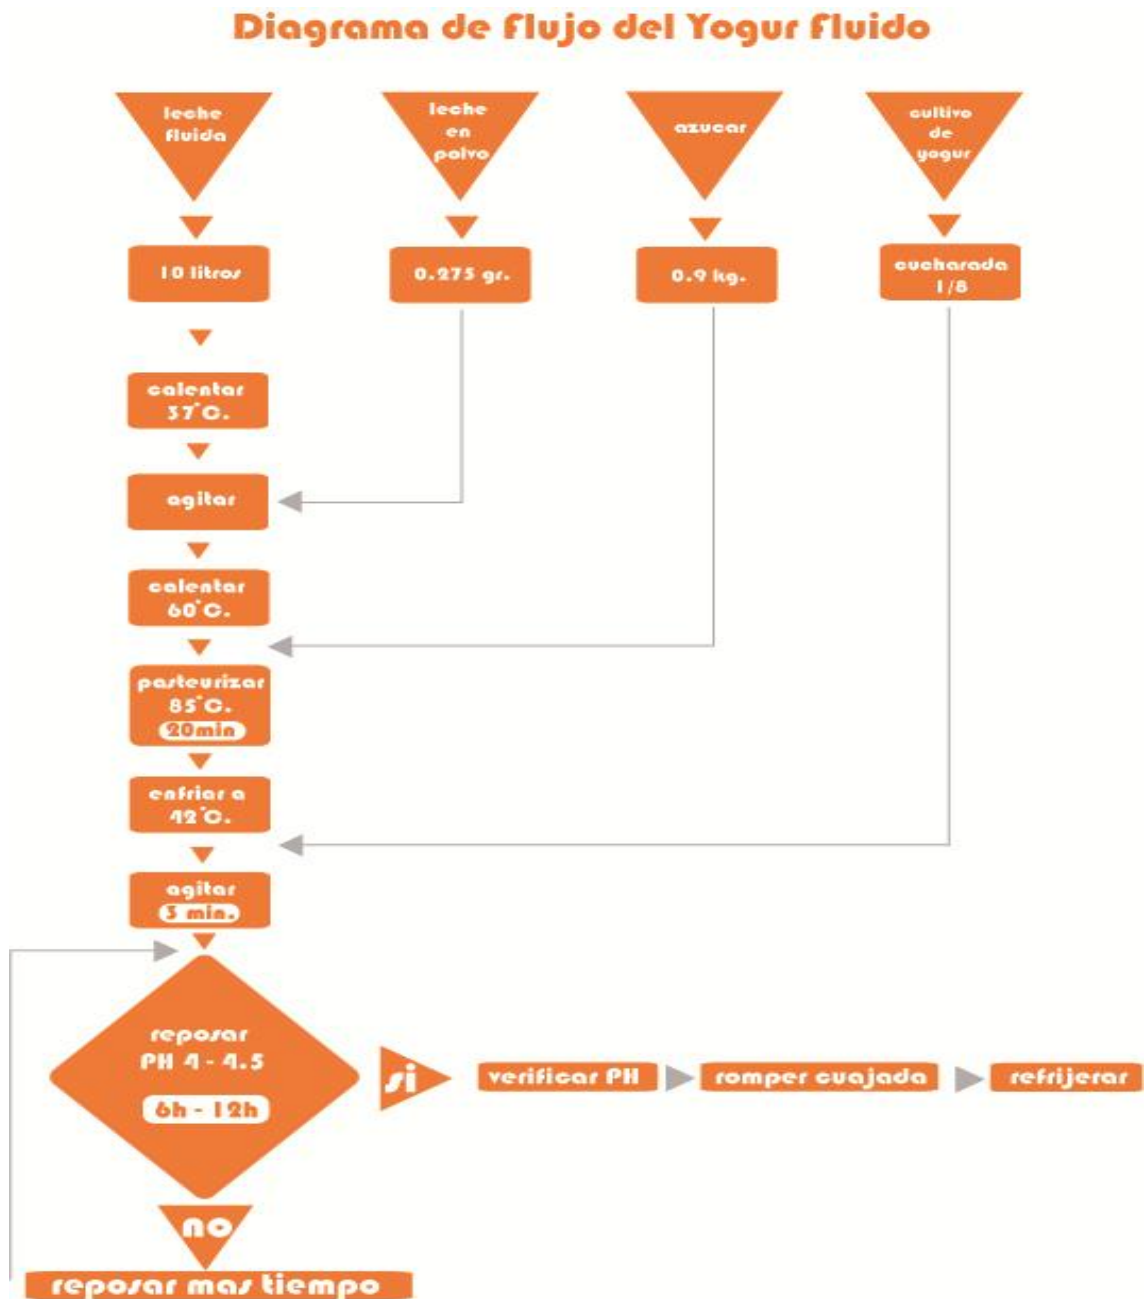 Diagrama de Flujo del Yogur Fluido
leche
fluida
leche
en
polvo
azucar
cultivo
de
yogur
10 litros
0.275 gr.
0.9 kg.
cucharada
1/8
calentar
37°C.
agitar
calentar
60°C.
pasteurizar
85°C.
20min
enfriar a
42°C.
agitar
3 min.
reposar
PH 4 - 4.5
6h - 12h
si
verificar PH
romper cuajada
refrijerar
no
reposar mas tiempo